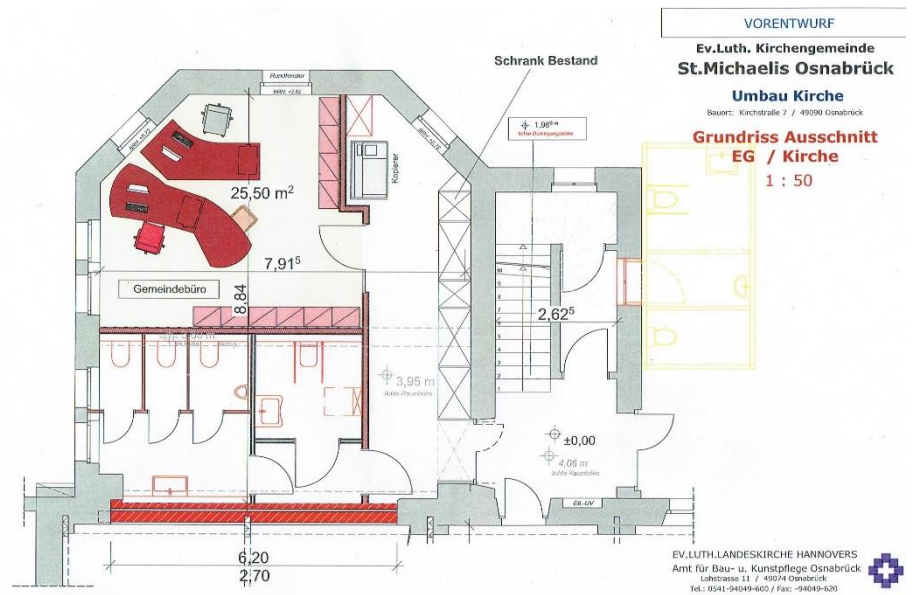 VORENTWURF
Ev.Luth. Kirchengemeinde
St.Michaelis Osnabrück
Umbau Kirche
Bauort: Kirchstraße 7 / 49090 Osnabrück
Grundriss Ausschnitt
EG / Kirche
1 : 50
Schrank Bestand
Rundfenster
25,50 m²
Kopierer
7,91⁵
8,84
Gemeindebüro
2,62⁵
3,95 m
lichte Raumhöhe
±0,00
4,06 m
lichte Raumhöhe
6,20
2,70
EV.LUTH.LANDESKIRCHE HANNOVERS
Amt für Bau- u. Kunstpflege Osnabrück
Lohstrasse 11 / 49074 Osnabrück
Tel.: 0541-94049-600 / Fax: -94049-620